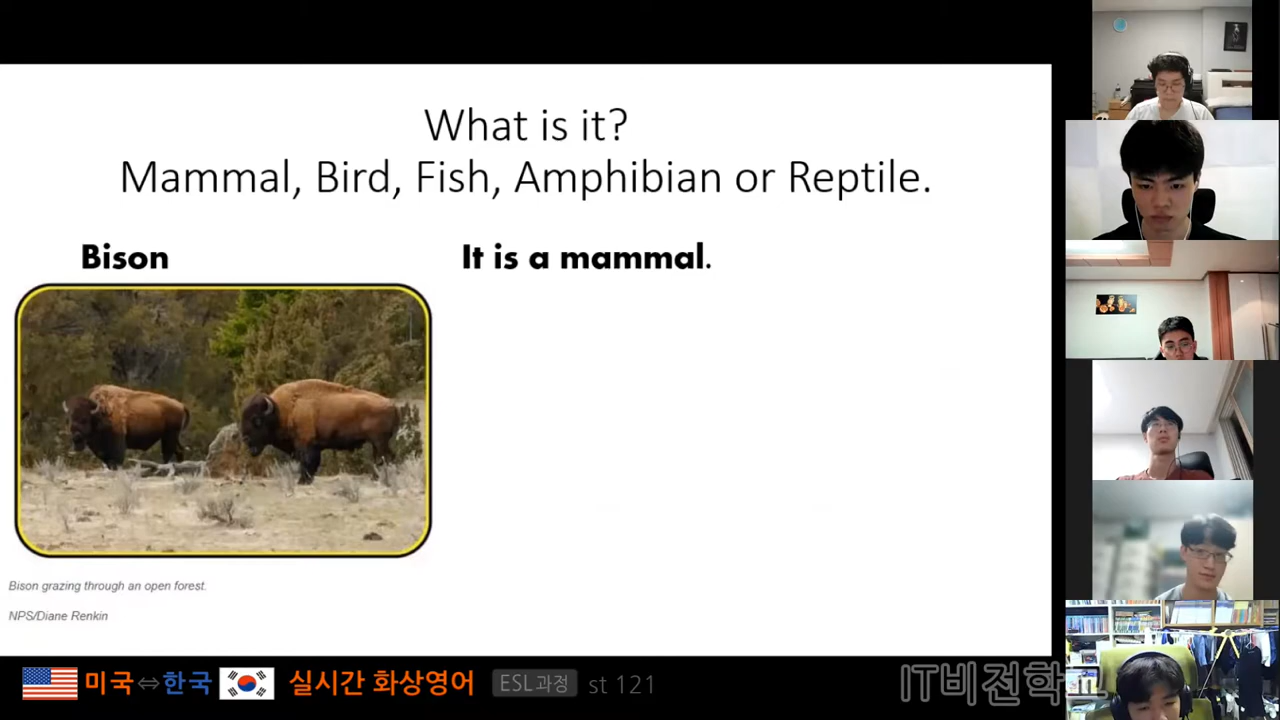 What is it?
Mammal, Bird, Fish, Amphibian or Reptile.
Bison
It is a mammal.
Bison grazing through an open forest.
NPS/Diane Renkin
미국⇔한국 실시간 화상영어 ESL과정 st 121
IT비전학교